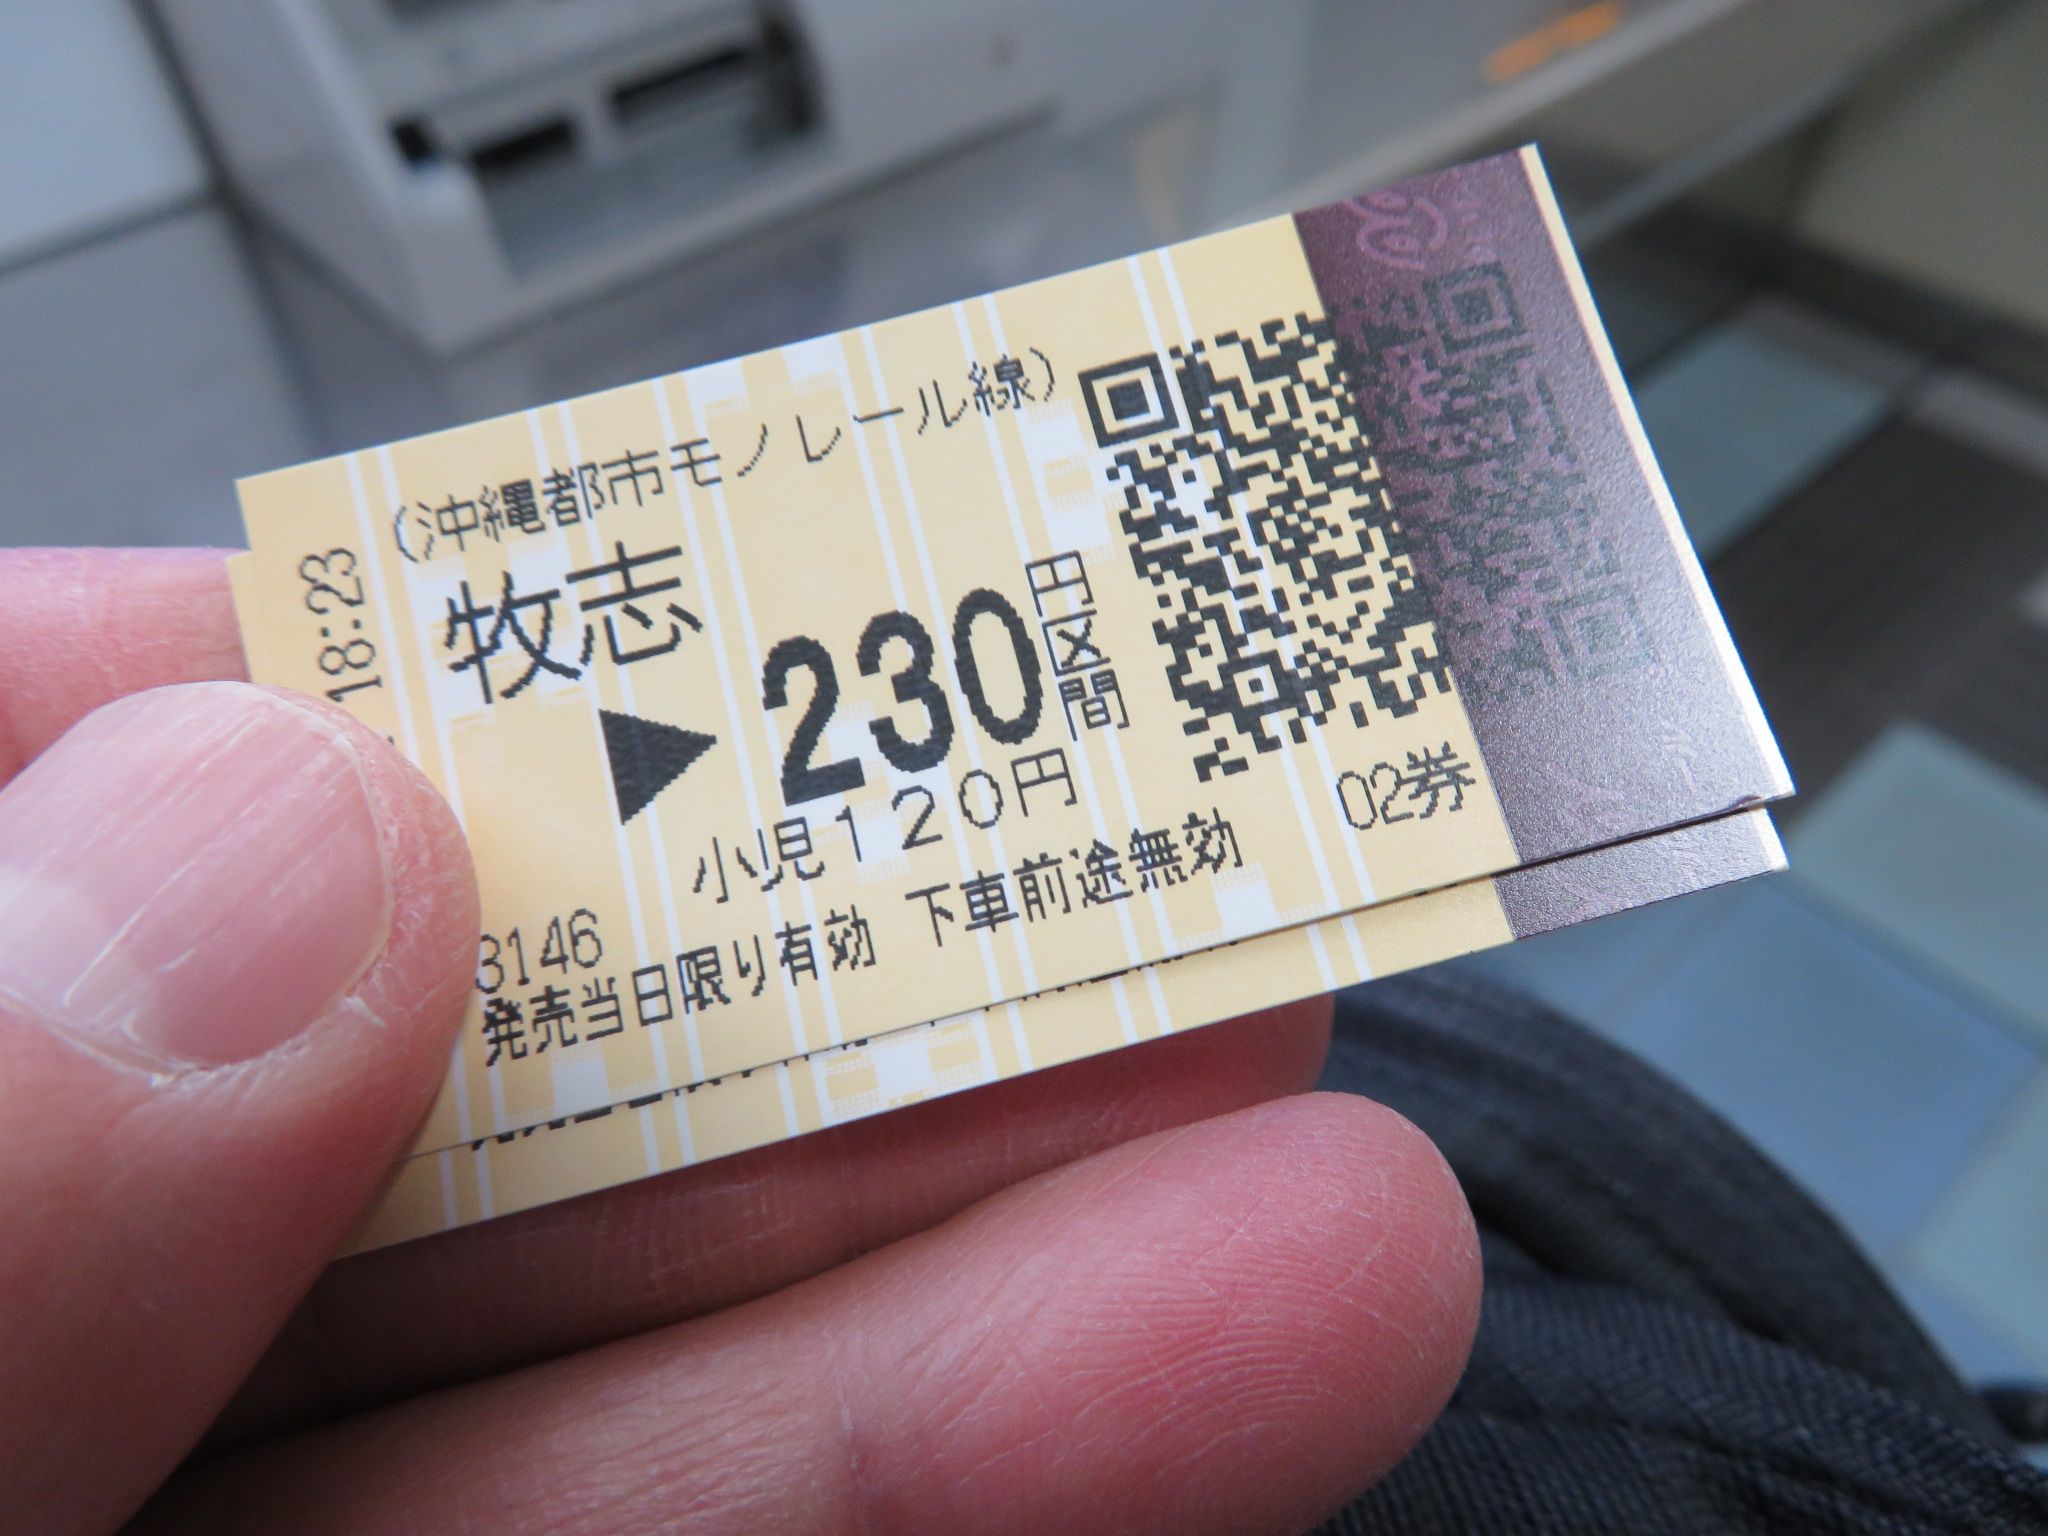 18:23
（沖縄都市モノレール線）
牧志
▶230円区間
小児120円
3146
02券
発売当日限り有効 下車前途無効